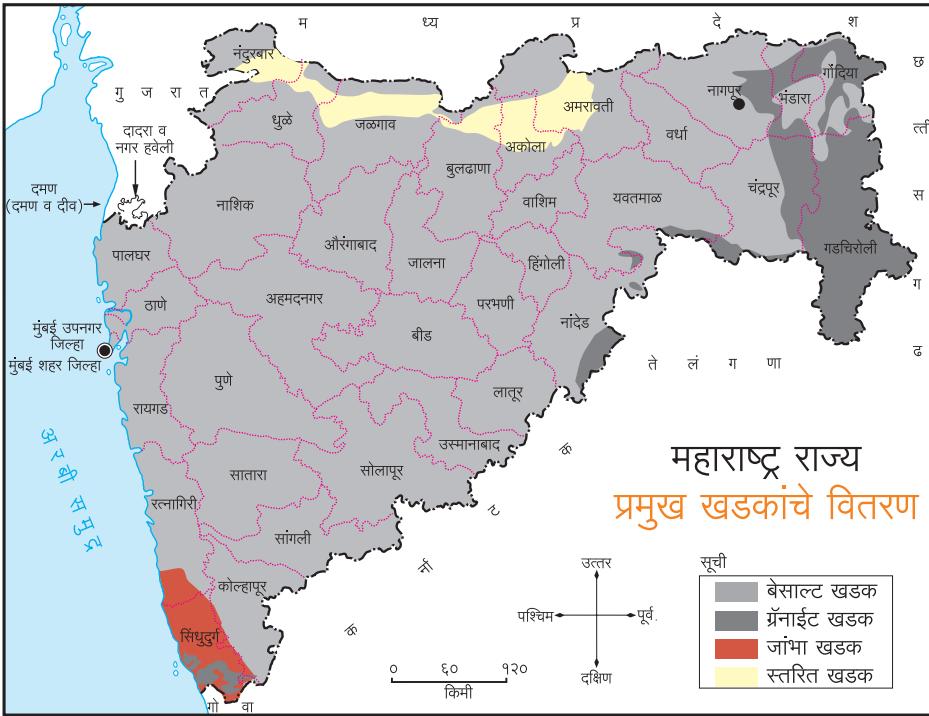 म ध्य प्र दे श
छ त्ती स ग ढ
गु ज रा त
नंदुरबार
धुळे
जळगाव
अमरावती
अकोला
बुलढाणा
नागपूर
भंडारा
गोंदिया
वर्धा
दादरा व
नगर हवेली
दमण
(दमण व दीव)
नाशिक
वाशिम
यवतमाळ
चंद्रपूर
गडचिरोली
पालघर
औरंगाबाद
जालना
हिंगोली
ठाणे
अहमदनगर
परभणी
नांदेड
मुंबई उपनगर
जिल्हा
मुंबई शहर जिल्हा
बीड
ते लं ग णा
पुणे
रायगड
लातूर
उस्मानाबाद
अ र बी स मु द्र
सातारा
सोलापूर
रत्नागिरी
सांगली
कोल्हापूर
सिंधुदुर्ग
क र्ना ट क
गो वा
महाराष्ट्र राज्य
प्रमुख खडकांचे वितरण
उत्तर
पश्चिम
पूर्व.
दक्षिण
० ६० १२०
किमी
सूची
बेसाल्ट खडक
ग्रॅनाईट खडक
जांभा खडक
स्तरित खडक